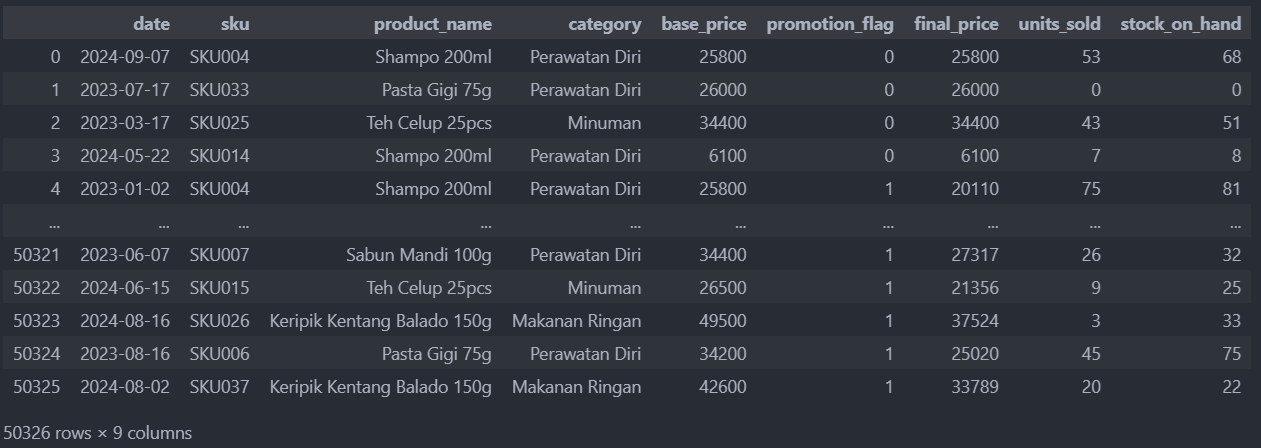 date sku product_name category base_price promotion_flag final_price units_sold stock_on_hand
0 2024-09-07 SKU004 Shampo 200ml Perawatan Diri 25800 0 25800 53 68
1 2023-07-17 SKU033 Pasta Gigi 75g Perawatan Diri 26000 0 26000 0 0
2 2023-03-17 SKU025 Teh Celup 25pcs Minuman 34400 0 34400 43 51
3 2024-05-22 SKU014 Shampo 200ml Perawatan Diri 6100 0 6100 7 8
4 2023-01-02 SKU004 Shampo 200ml Perawatan Diri 25800 1 20110 75 81
... ... ... ... ... ... ... ... ... ...
50321 2023-06-07 SKU007 Sabun Mandi 100g Perawatan Diri 34400 1 27317 26 32
50322 2024-06-15 SKU015 Teh Celup 25pcs Minuman 26500 1 21356 9 25
50323 2024-08-16 SKU026 Keripik Kentang Balado 150g Makanan Ringan 49500 1 37524 3 33
50324 2023-08-16 SKU006 Pasta Gigi 75g Perawatan Diri 34200 1 25020 45 75
50325 2024-08-02 SKU037 Keripik Kentang Balado 150g Makanan Ringan 42600 1 33789 20 22
50326 rows × 9 columns